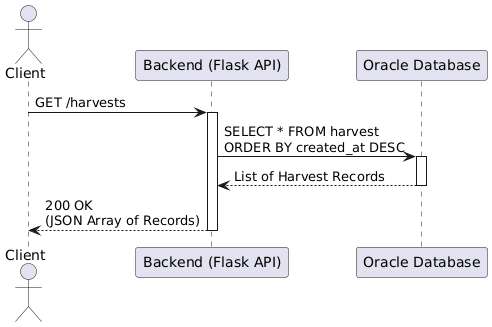 Client
Backend (Flask API)
Oracle Database
GET /harvests
SELECT * FROM harvest
ORDER BY created_at DESC
List of Harvest Records
200 OK
(JSON Array of Records)
Client
Backend (Flask API)
Oracle Database